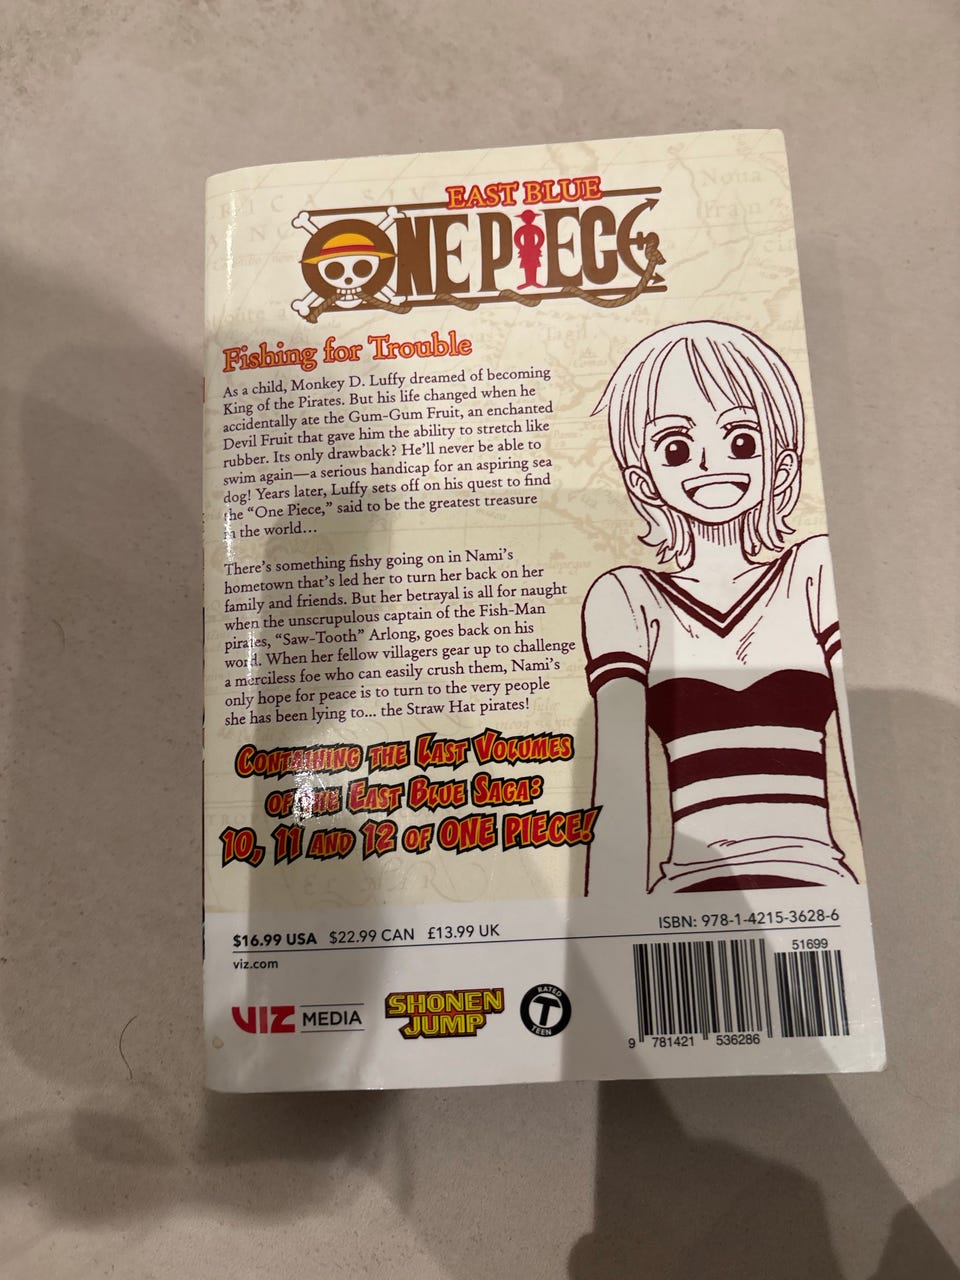 EAST BLUE
ONE PIECE
Fishing for Trouble
As a child, Monkey D. Luffy dreamed of becoming
King of the Pirates. But his life changed when he
accidentally ate the Gum-Gum Fruit, an enchanted
Devil Fruit that gave him the ability to stretch like
rubber. Its only drawback? He'll never be able to
swim again—a serious handicap for an aspiring sea
dog! Years later, Luffy sets off on his quest to find
the "One Piece," said to be the greatest treasure
in the world...
There's something fishy going on in Nami's
hometown that's led her to turn her back on her
family and friends. But her betrayal is all for naught
when the unscrupulous captain of the Fish-Man
pirates, "Saw-Tooth" Arlong, goes back on his
word. When her fellow villagers gear up to challenge
a merciless foe who can easily crush them, Nami's
only hope for peace is to turn to the very people
she has been lying to... the Straw Hat pirates!
CONTAINING THE LAST VOLUMES
OF THE EAST BLUE SAGA:
10, 11 AND 12 OF ONE PIECE!
$16.99 USA $22.99 CAN £13.99 UK
viz.com
ISBN: 978-1-4215-3628-6
51699
VIZ MEDIA
SHONEN
JUMP
RATED
T
TEEN
9 781421 536286